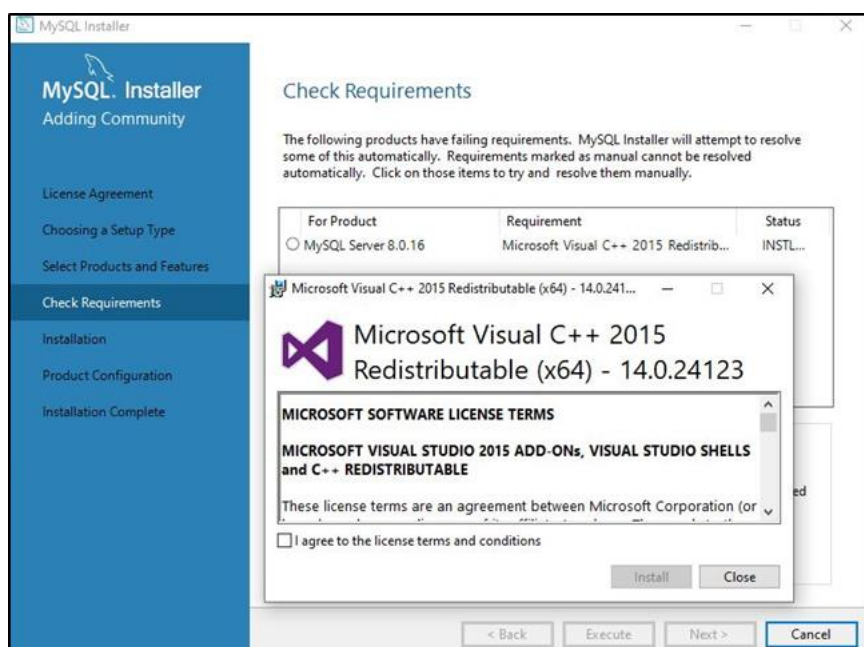 MySQL Installer
MySQL. Installer
Adding Community
License Agreement
Choosing a Setup Type
Select Products and Features
Check Requirements
Installation
Product Configuration
Installation Complete
Check Requirements
The following products have failing requirements. MySQL Installer will attempt to resolve
some of this automatically. Requirements marked as manual cannot be resolved
automatically. Click on those items to try and resolve them manually.
For Product Requirement Status
MySQL Server 8.0.16 Microsoft Visual C++ 2015 Redistrib... INSTL...
Microsoft Visual C++ 2015 Redistributable (x64) - 14.0.241...
Microsoft Visual C++ 2015
Redistributable (x64) - 14.0.24123
MICROSOFT SOFTWARE LICENSE TERMS
MICROSOFT VISUAL STUDIO 2015 ADD-ONs, VISUAL STUDIO SHELLS
and C++ REDISTRIBUTABLE
These license terms are an agreement between Microsoft Corporation (or
I agree to the license terms and conditions
Install Close
ed
< Back Execute Next > Cancel